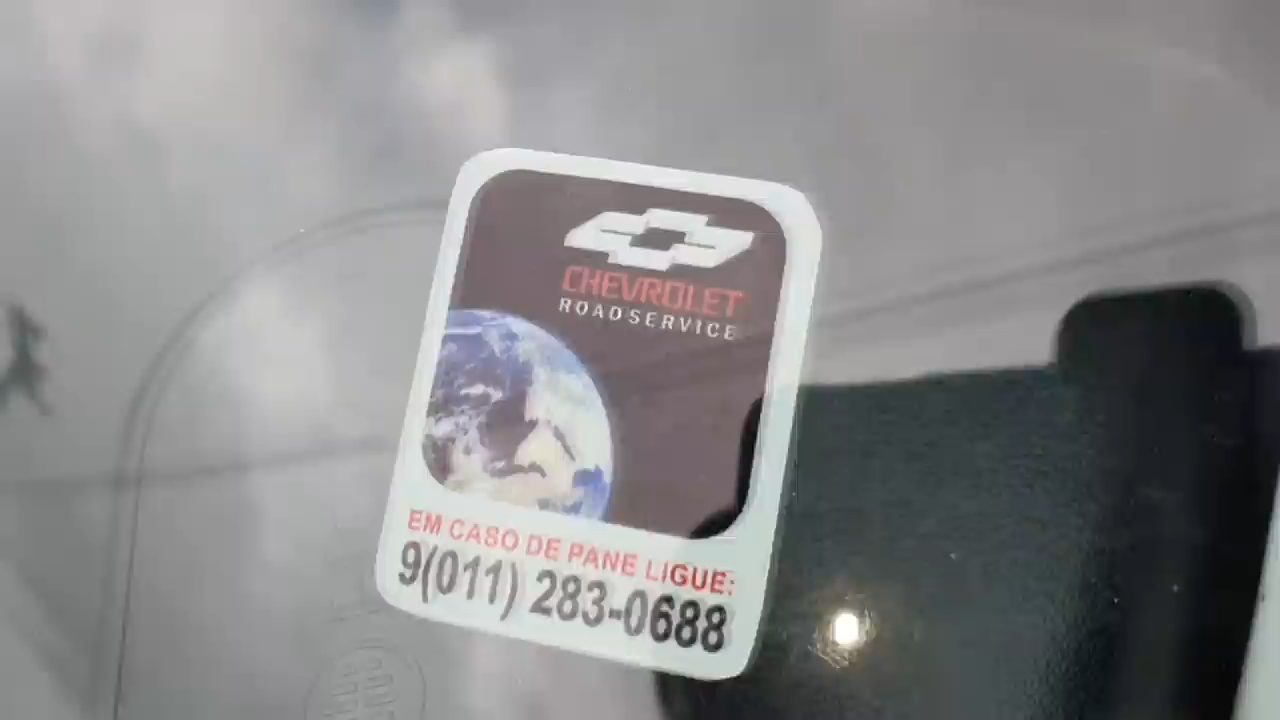 CHEVROLET
ROAD SERVICE
EM CASO DE PANE LIGUE:
9(011) 283-0688